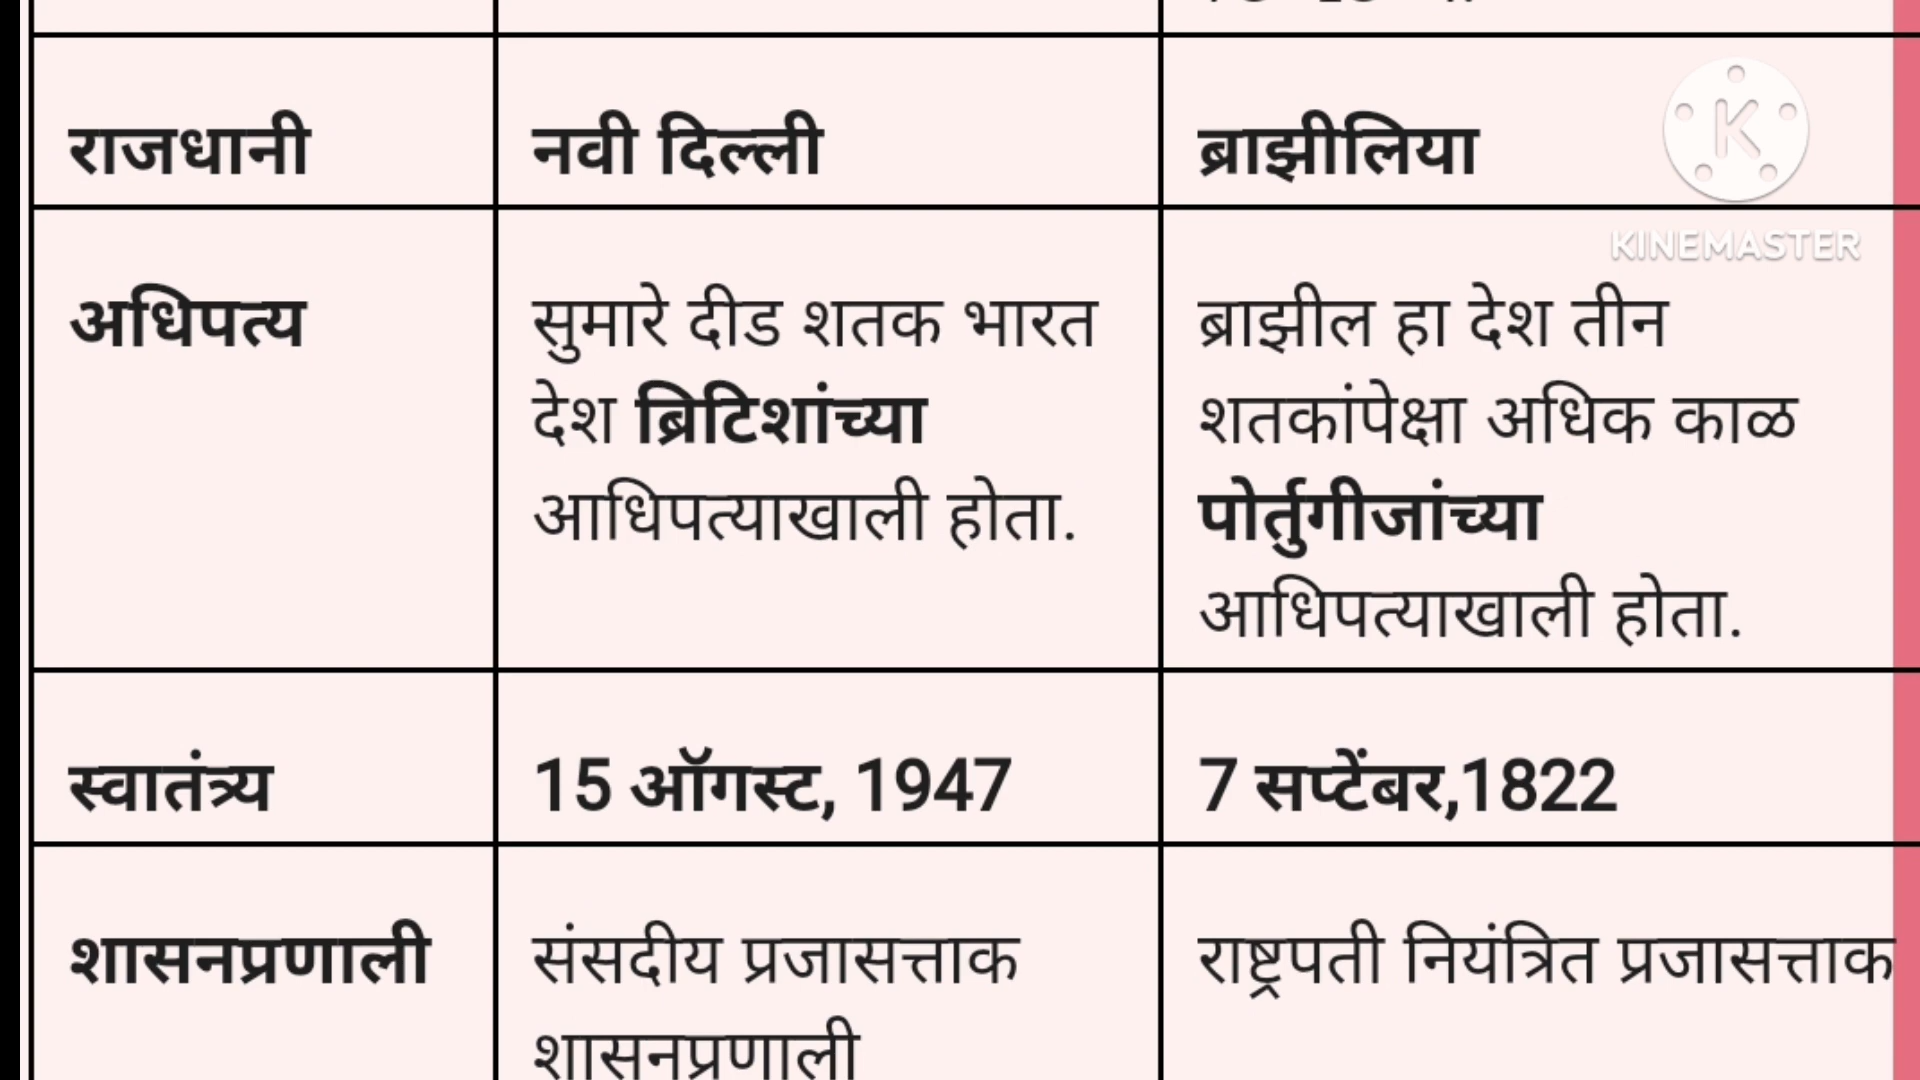 राजधानी नवी दिल्ली ब्राझीलिया
KINEMASTER
अधिपत्य सुमारे दीड शतक भारत ब्राझील हा देश तीन
देश ब्रिटिशांच्या शतकांपेक्षा अधिक काळ
आधिपत्याखाली होता. पोर्तुगीजांच्या
आधिपत्याखाली होता.
स्वातंत्र्य 15 ऑगस्ट, 1947 7 सप्टेंबर,1822
शासनप्रणाली संसदीय प्रजासत्ताक राष्ट्रपती नियंत्रित प्रजासत्ताक
शासनप्रणाली